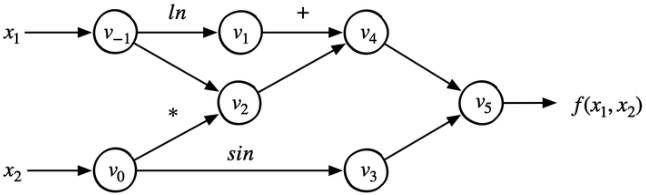 ln +
x₁ v₋₁ v₁ v₄
v₂ v₅ f(x₁, x₂)
*
sin
x₂ v₀ v₃